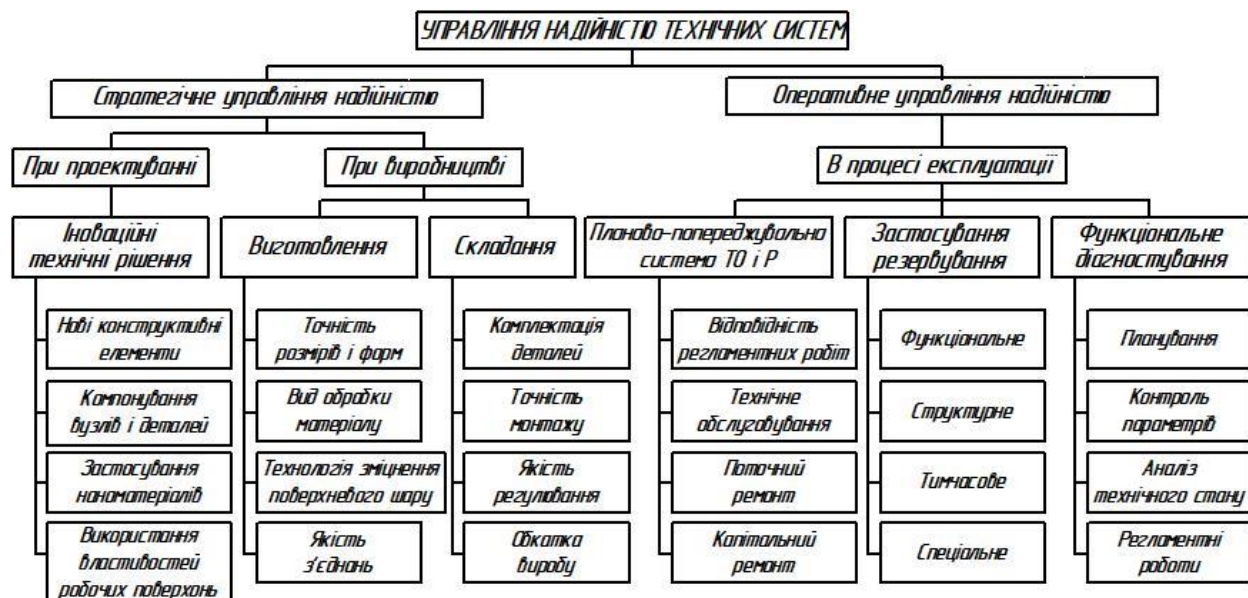 УПРАВЛІННЯ НАДІЙНІСТЮ ТЕХНІЧНИХ СИСТЕМ
Стратегічне управління надійністю
Оперативне управління надійністю
При проектуванні
При виробництві
В процесі експлуатації
Іноваційні
технічні рішення
Виготовлення
Складання
Планово-попереджувальна
система ТО і Р
Застосування
резервування
Функціональне
діагностування
Нові конструктивні
елементи
Компонування
вузлів і деталей
Застосування
наноматеріалів
Використання
властивостей
робочих поверхонь
Точність
розмірів і форм
Вид обробки
матеріалу
Технологія зміцнення
поверхневого шару
Якість
з'єднань
Комплектація
деталей
Точність
монтажу
Якість
регулювання
Обкатка
виробу
Відповідність
регламентних робіт
Технічне
обслуговування
Поточний
ремонт
Капітальний
ремонт
Функціональне
Структурне
Тимчасове
Спеціальне
Планування
Контроль
параметрів
Аналіз
технічного стану
Регламентні
роботи